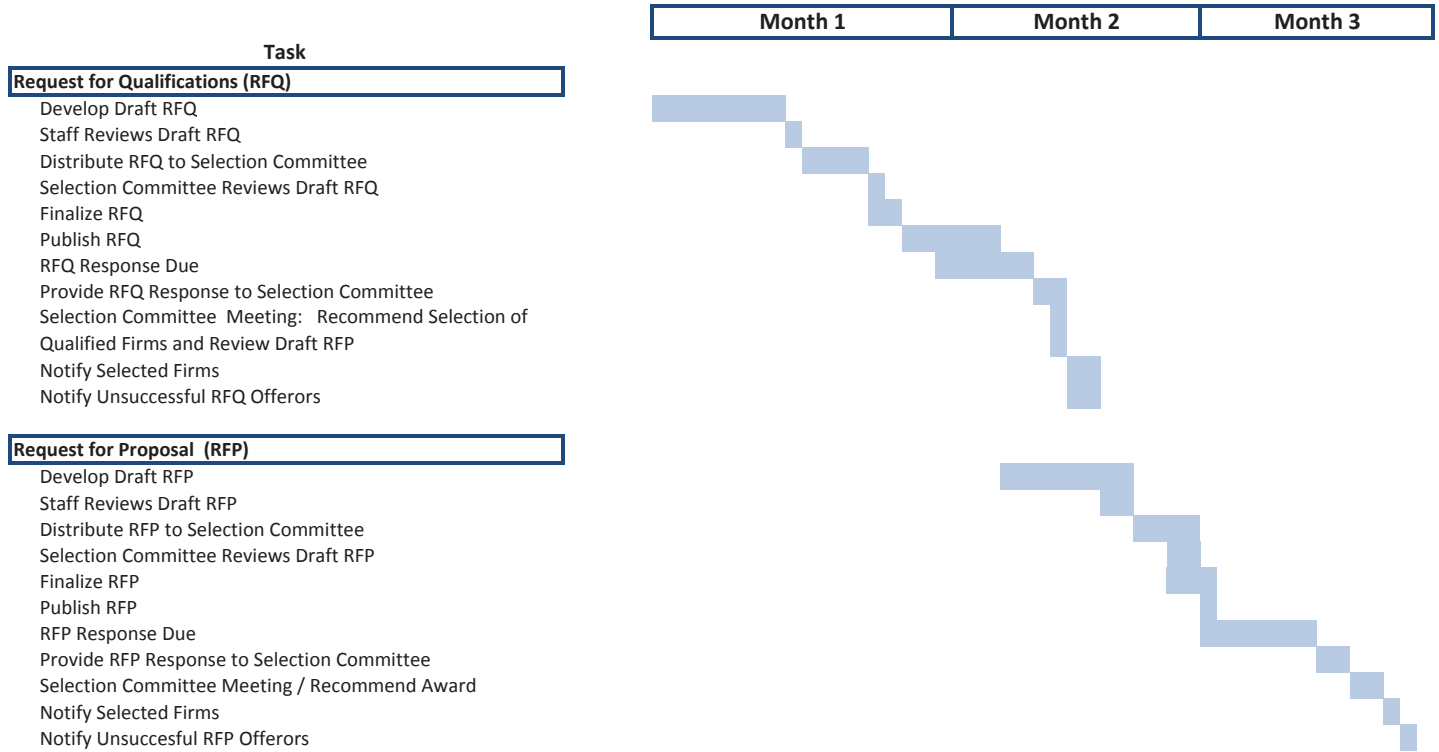 Month 1 Month 2 Month 3
Task
Request for Qualifications (RFQ)
Develop Draft RFQ
Staff Reviews Draft RFQ
Distribute RFQ to Selection Committee
Selection Committee Reviews Draft RFQ
Finalize RFQ
Publish RFQ
RFQ Response Due
Provide RFQ Response to Selection Committee
Selection Committee Meeting: Recommend Selection of
Qualified Firms and Review Draft RFP
Notify Selected Firms
Notify Unsuccessful RFQ Offerors
Request for Proposal (RFP)
Develop Draft RFP
Staff Reviews Draft RFP
Distribute RFP to Selection Committee
Selection Committee Reviews Draft RFP
Finalize RFP
Publish RFP
RFP Response Due
Provide RFP Response to Selection Committee
Selection Committee Meeting / Recommend Award
Notify Selected Firms
Notify Unsuccesful RFP Offerors